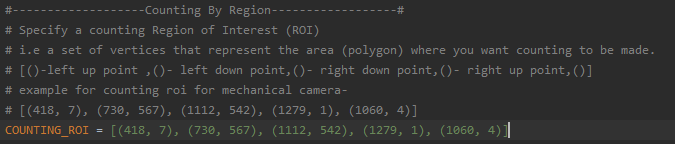 #-------------------Counting By Region------------------#
# Specify a counting Region of Interest (ROI)
# i.e a set of vertices that represent the area (polygon) where you want counting to be made.
# [()-left up point ,()- left down point,()- right down point,()- right up point,()]
# example for counting roi for mechanical camera-
# [(418, 7), (730, 567), (1112, 542), (1279, 1), (1060, 4)]
COUNTING_ROI = [(418, 7), (730, 567), (1112, 542), (1279, 1), (1060, 4)]